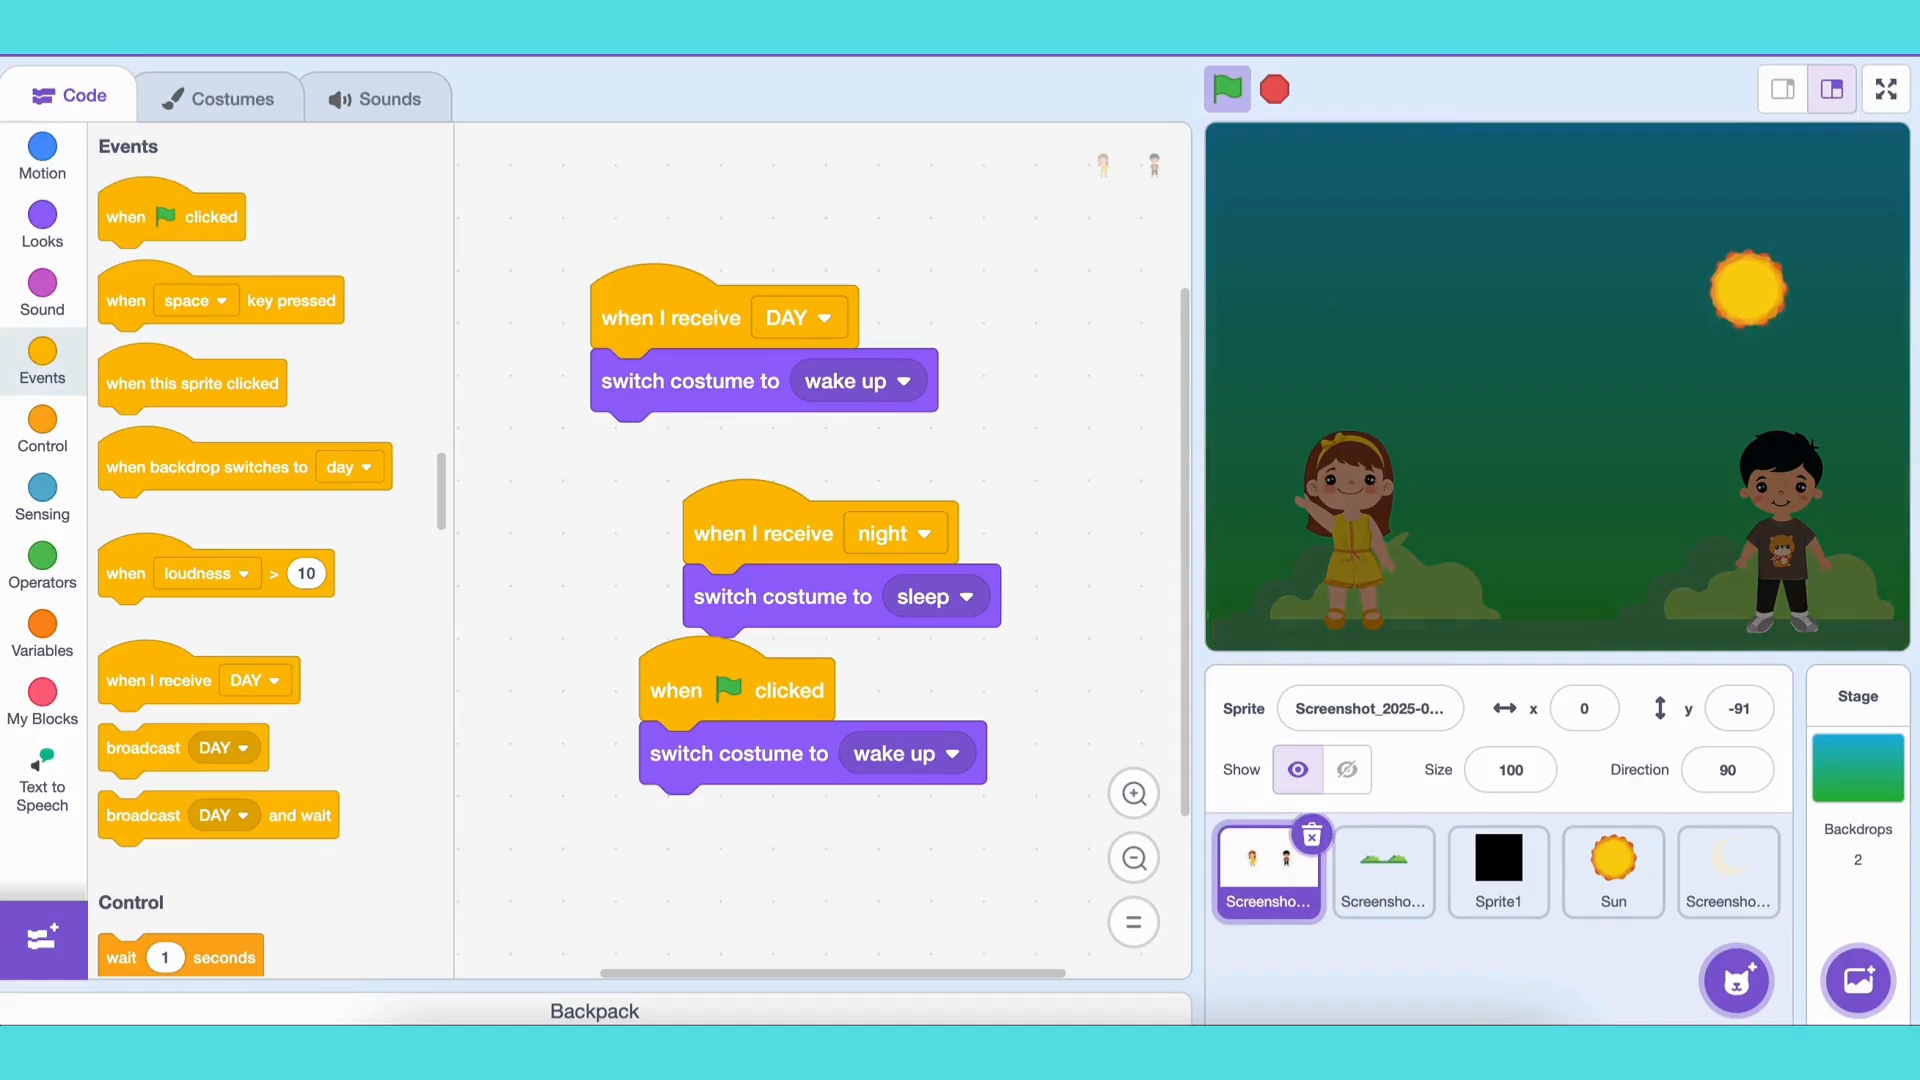 Code
Costumes
Sounds
Motion
Looks
Sound
Events
Control
Sensing
Operators
Variables
My Blocks
Text to
Speech
Events
when clicked
when space key pressed
when this sprite clicked
when backdrop switches to day
when loudness > 10
when I receive DAY
broadcast DAY
broadcast DAY and wait
Control
wait 1 seconds
when I receive DAY
switch costume to wake up
when I receive night
switch costume to sleep
when clicked
switch costume to wake up
Backpack
Sprite Screenshot_2025-0... x 0 y -91
Show Size 100 Direction 90
Screensho...
Screensho...
Sprite1
Sun
Screensho...
Stage
Backdrops
2